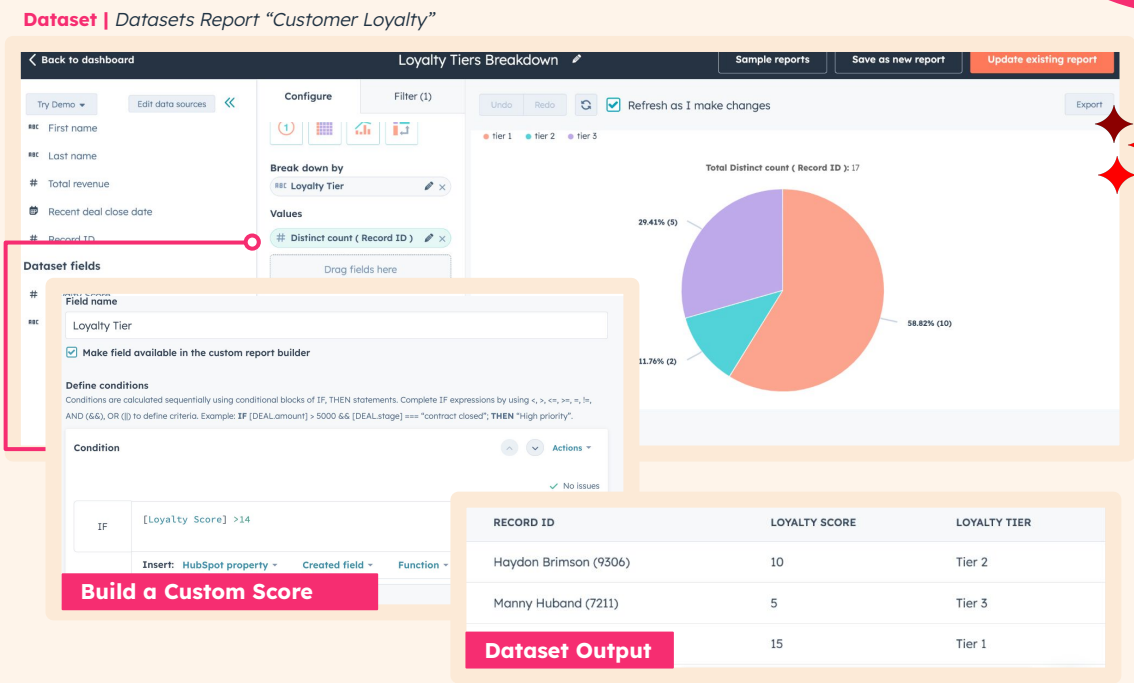 Dataset | Datasets Report “Customer Loyalty”
Back to dashboard
Loyalty Tiers Breakdown
Sample reports
Save as new report
Update existing report
Try Demo
Edit data sources
ABC First name
ABC Last name
# Total revenue
Recent deal close date
# Record ID
Dataset fields
#
ABC
Configure
Filter (1)
Break down by
ABC Loyalty Tier
Values
# Distinct count ( Record ID )
Drag fields here
Undo
Redo
Refresh as I make changes
Export
tier 1
tier 2
tier 3
Total Distinct count ( Record ID ): 17
29.41% (5)
58.82% (10)
11.76% (2)
Field name
Loyalty Tier
Make field available in the custom report builder
Define conditions
Conditions are calculated sequentially using conditional blocks of IF, THEN statements. Complete IF expressions by using <, >, <=, >=, =, !=,
AND (&&), OR (||) to define criteria. Example: IF [DEAL.amount] > 5000 && [DEAL.stage] === "contract closed"; THEN "High priority".
Condition
Actions
No issues
IF
[Loyalty Score] >14
Insert: HubSpot property
Created field
Function
Build a Custom Score
RECORD ID LOYALTY SCORE LOYALTY TIER
Haydon Brimson (9306) 10 Tier 2
Manny Huband (7211) 5 Tier 3
15 Tier 1
Dataset Output